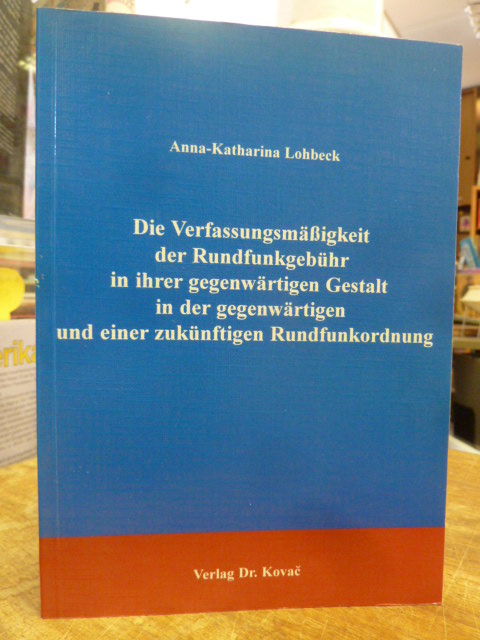 Anna-Katharina Lohbeck
Die Verfassungsmäßigkeit
der Rundfunkgebühr
in ihrer gegenwärtigen Gestalt
in der gegenwärtigen
und einer zukünftigen Rundfunkordnung
Verlag Dr. Kovač